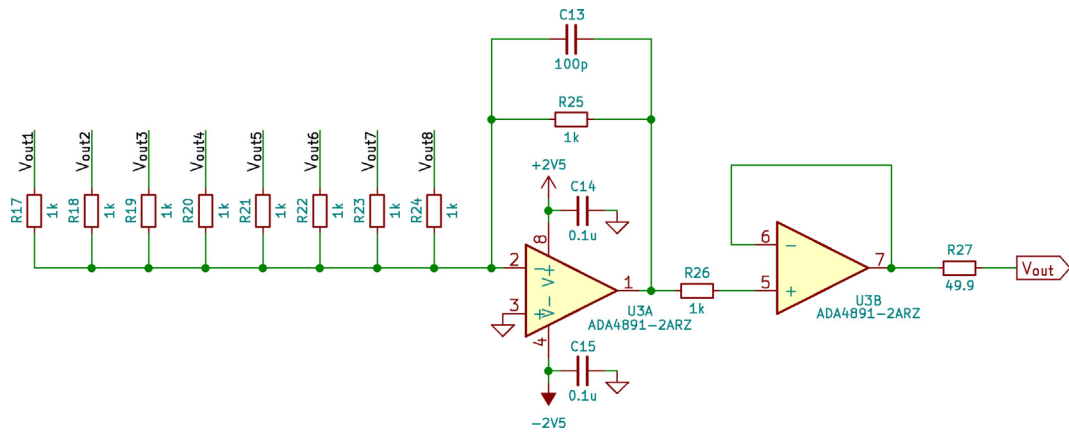 C13
100p
R25
1k
Vout1
Vout2
Vout3
Vout4
Vout5
Vout6
Vout7
Vout8
R17
1k
R18
1k
R19
1k
R20
1k
R21
1k
R22
1k
R23
1k
R24
1k
+2V5
C14
0.1u
8
2
3
4
1
V+
V-
-
+
U3A
ADA4891-2ARZ
C15
0.1u
-2V5
R26
1k
6
5
7
-
+
U3B
ADA4891-2ARZ
R27
49.9
Vout